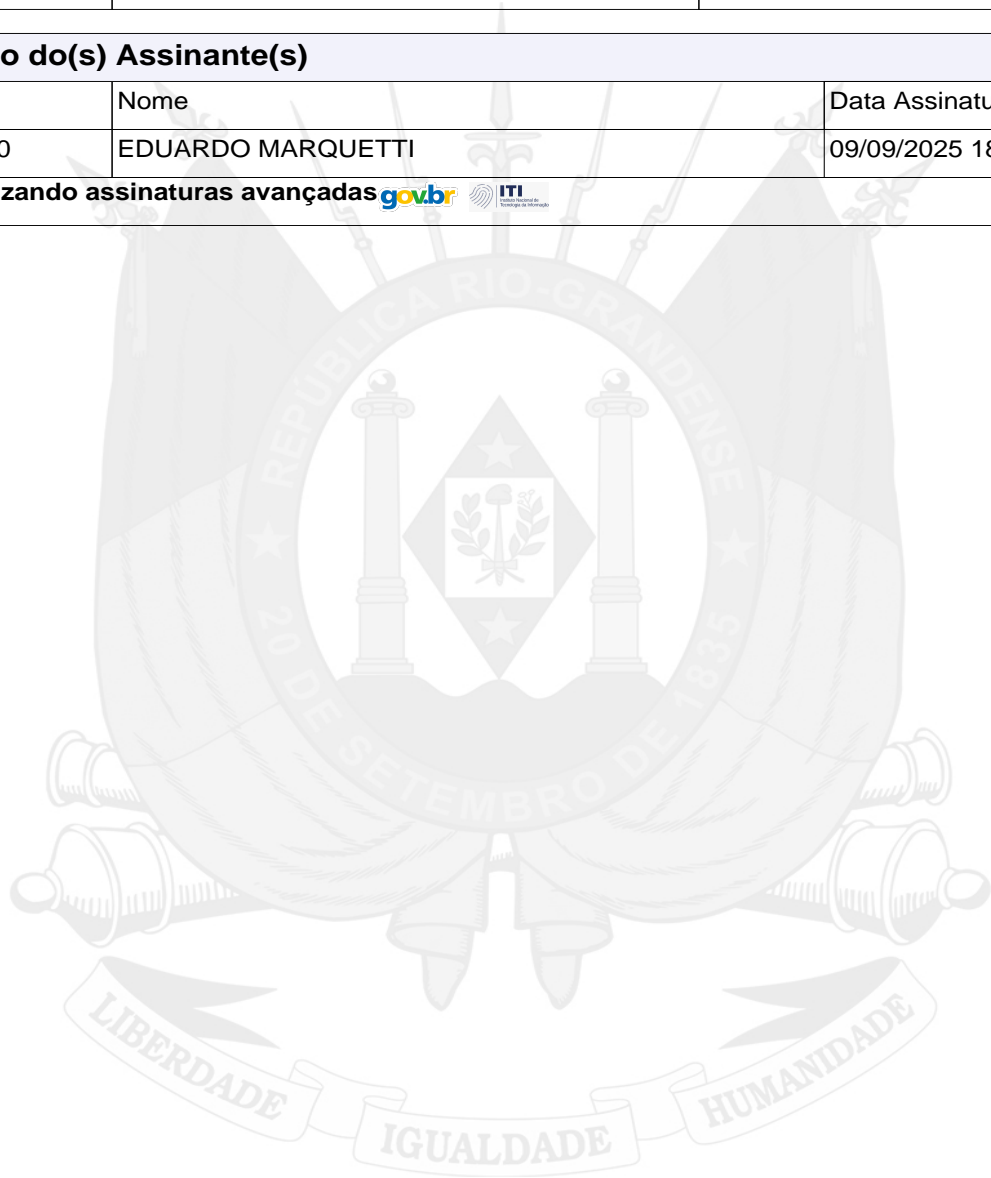 o do(s) Assinante(s)
Nome
Data Assinatu
0
EDUARDO MARQUETTI
09/09/2025 18
zando assinaturas avançadas gov.br ITI
REPÚBLICA RIO-GRANDENSE
★ 20 DE SETEMBRO DE 1835 ★
LIBERDADE
IGUALDADE
HUMANIDADE